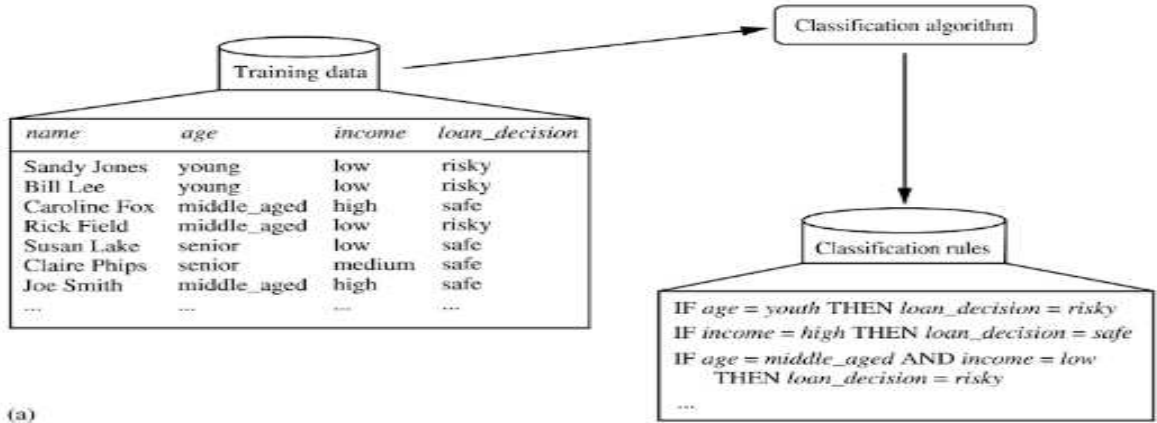 Classification algorithm
Training data
name age income loan_decision
Sandy Jones young low risky
Bill Lee young low risky
Caroline Fox middle_aged high safe
Rick Field middle_aged low risky
Susan Lake senior low safe
Claire Phips senior medium safe
Joe Smith middle_aged high safe
... ... ... ...
Classification rules
IF age = youth THEN loan_decision = risky
IF income = high THEN loan_decision = safe
IF age = middle_aged AND income = low
THEN loan_decision = risky
...
(a)